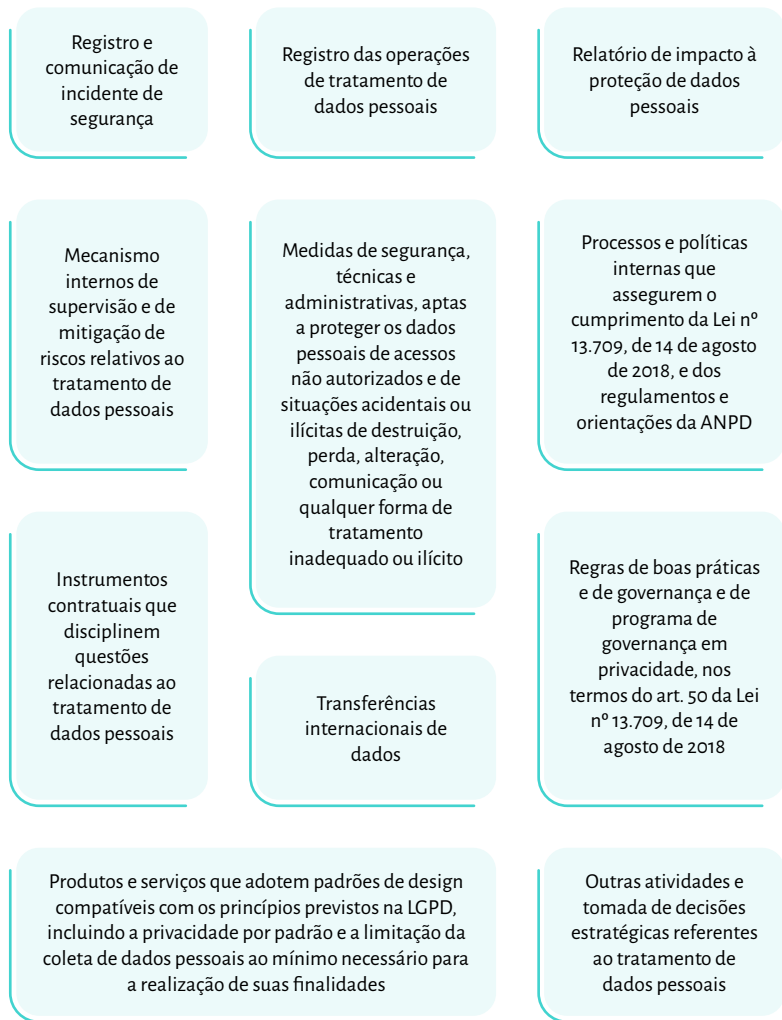 Registro e
comunicação de
incidente de
segurança
Registro das operações
de tratamento de
dados pessoais
Relatório de impacto à
proteção de dados
pessoais
Mecanismo
internos de
supervisão e de
mitigação de
riscos relativos ao
tratamento de
dados pessoais
Medidas de segurança,
técnicas e
administrativas, aptas
a proteger os dados
pessoais de acessos
não autorizados e de
situações acidentais ou
ilícitas de destruição,
perda, alteração,
comunicação ou
qualquer forma de
tratamento
inadequado ou ilícito
Processos e políticas
internas que
assegurem o
cumprimento da Lei nº
13.709, de 14 de agosto
de 2018, e dos
regulamentos e
orientações da ANPD
Instrumentos
contratuais que
disciplinem
questões
relacionadas ao
tratamento de
dados pessoais
Transferências
internacionais de
dados
Regras de boas práticas
e de governança e de
programa de
governança em
privacidade, nos
termos do art. 50 da Lei
nº 13.709, de 14 de
agosto de 2018
Produtos e serviços que adotem padrões de design
compatíveis com os princípios previstos na LGPD,
incluindo a privacidade por padrão e a limitação da
coleta de dados pessoais ao mínimo necessário para
a realização de suas finalidades
Outras atividades e
tomada de decisões
estratégicas referentes
ao tratamento de
dados pessoais